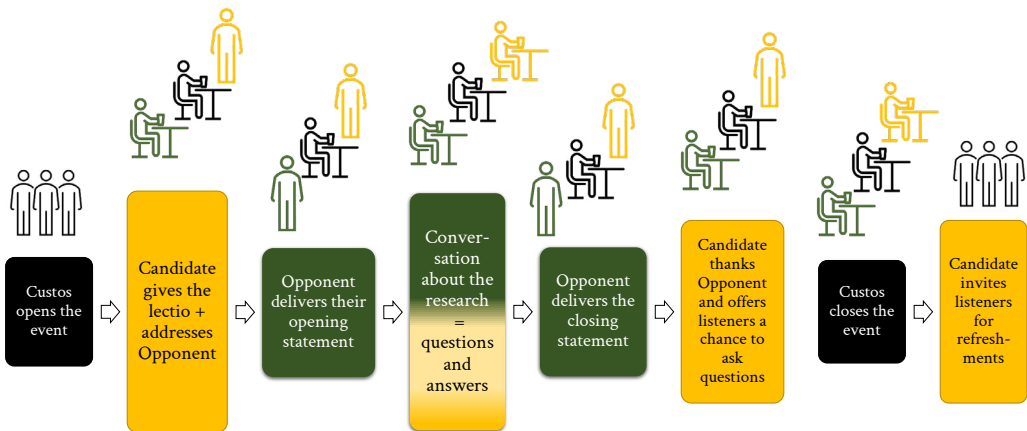 Custos
opens the
event
Candidate
gives the
lectio +
addresses
Opponent
Opponent
delivers their
opening
statement
Conver-
sation
about the
research
=
questions
and
answers
Opponent
delivers the
closing
statement
Candidate
thanks
Opponent
and offers
listeners a
chance to
ask
questions
Custos
closes the
event
Candidate
invites
listeners
for
refresh-
ments